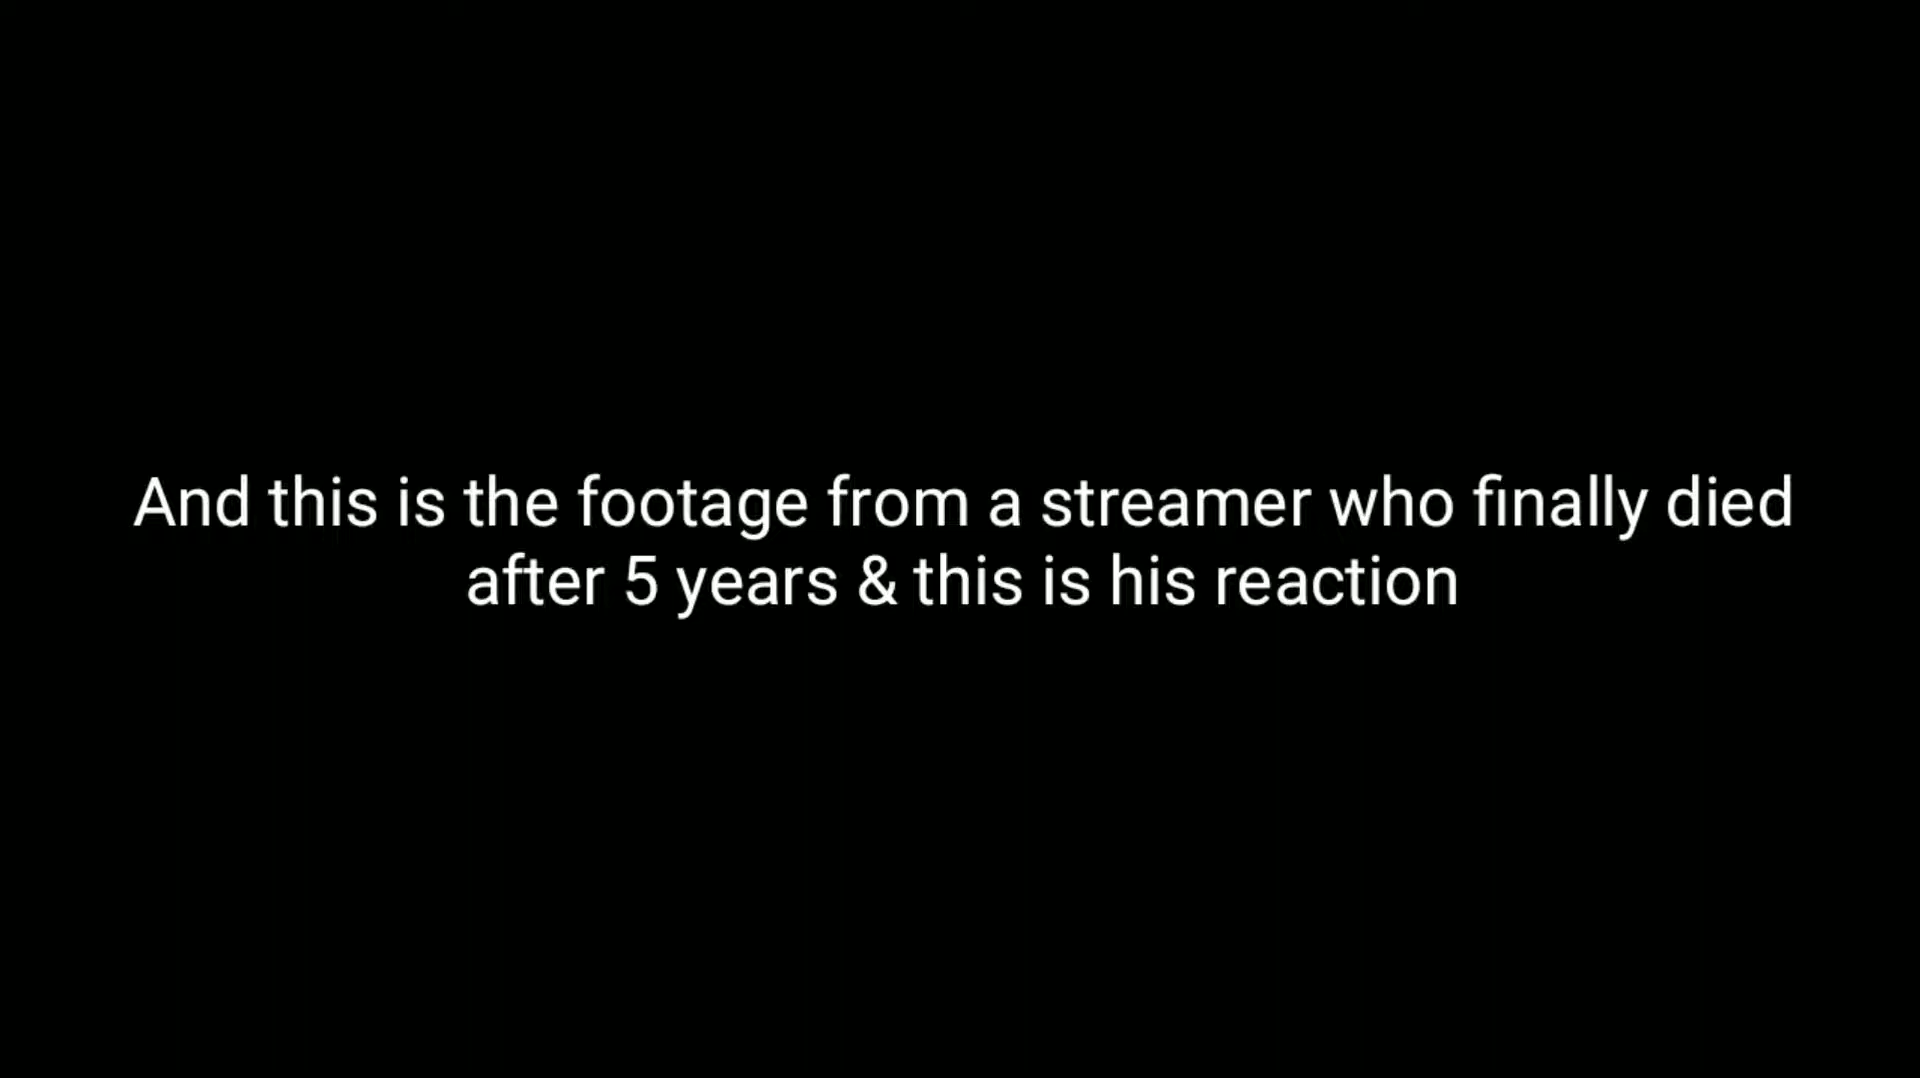 And this is the footage from a streamer who finally died
after 5 years & this is his reaction